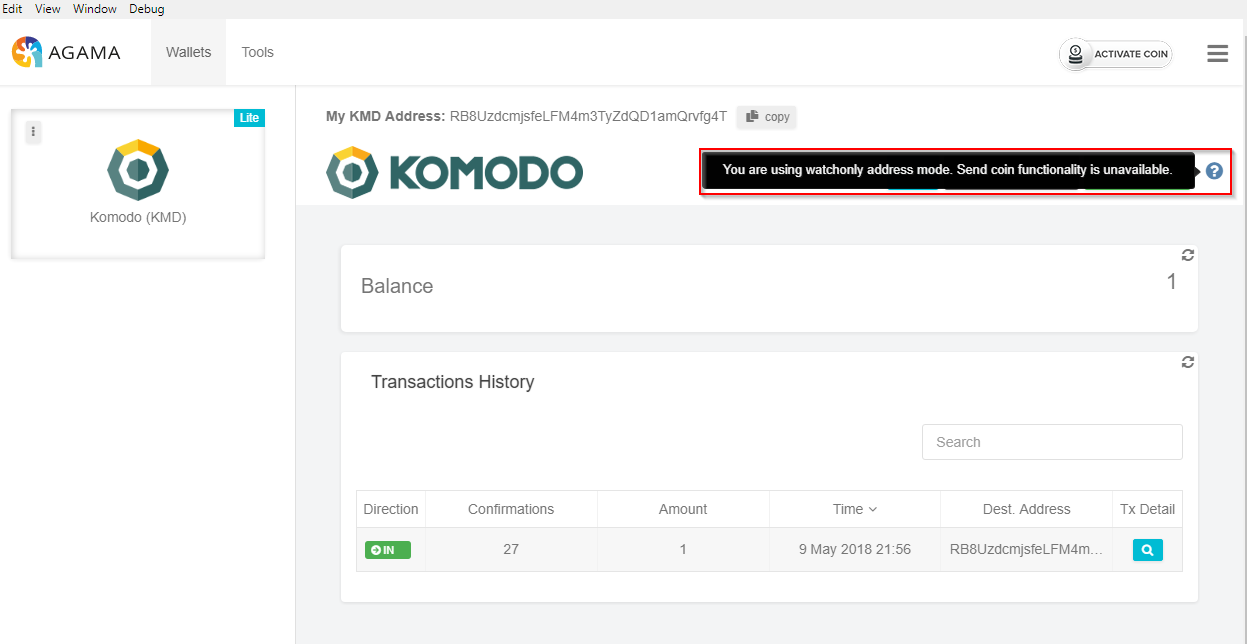 Edit View Window Debug
AGAMA Wallets Tools ACTIVATE COIN
Lite
Komodo (KMD)
My KMD Address: RB8UzdcmjsfeLFM4m3TyZdQD1amQrvfg4T copy
KOMODO
You are using watchonly address mode. Send coin functionality is unavailable. ?
Balance 1
Transactions History
Search
Direction Confirmations Amount Time Dest. Address Tx Detail
IN 27 1 9 May 2018 21:56 RB8UzdcmjsfeLFM4m...